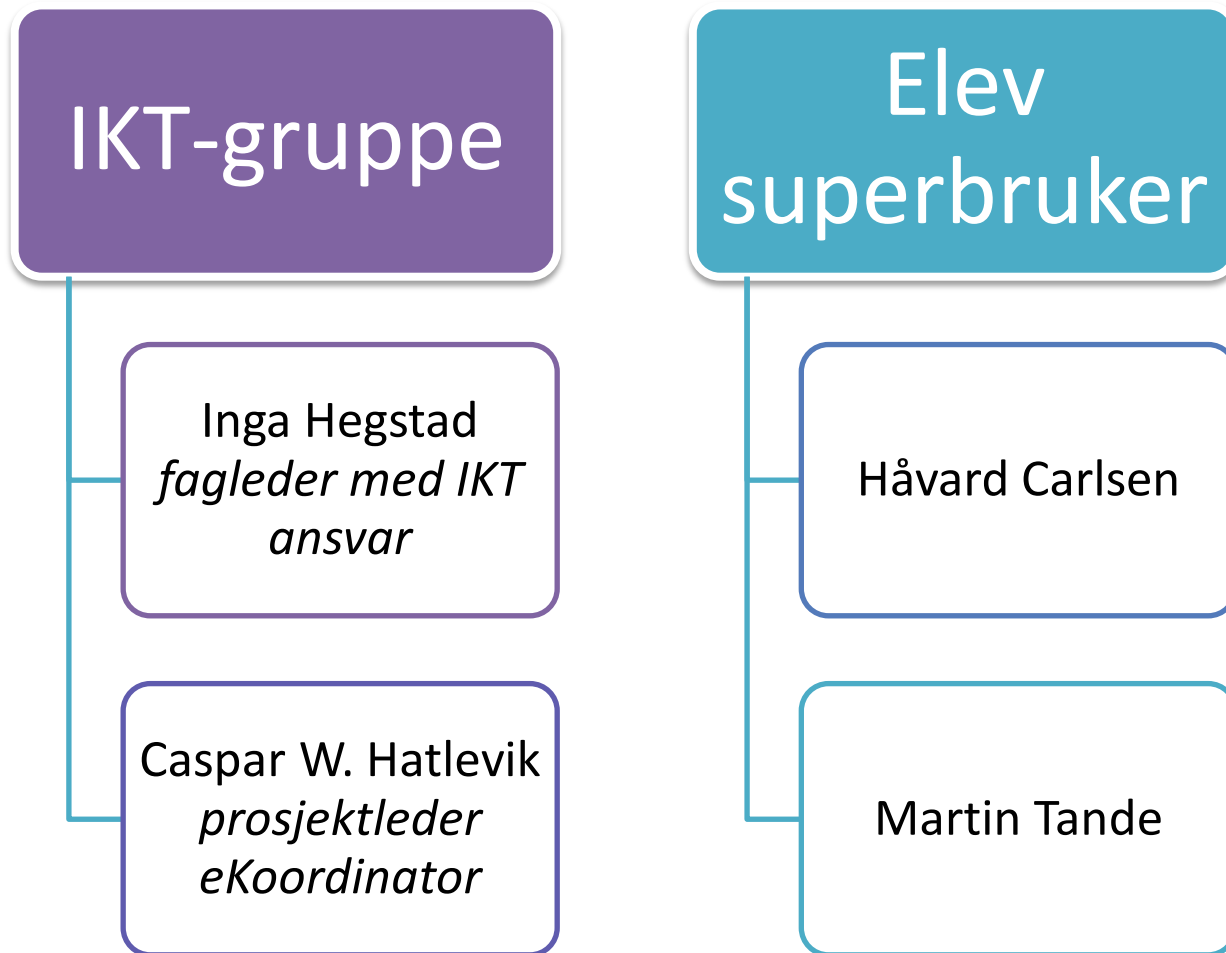 IKT-gruppe
Inga Hegstad
fagleder med IKT
ansvar
Caspar W. Hatlevik
prosjektleder
eKoordinator
Elev
superbruker
Håvard Carlsen
Martin Tande